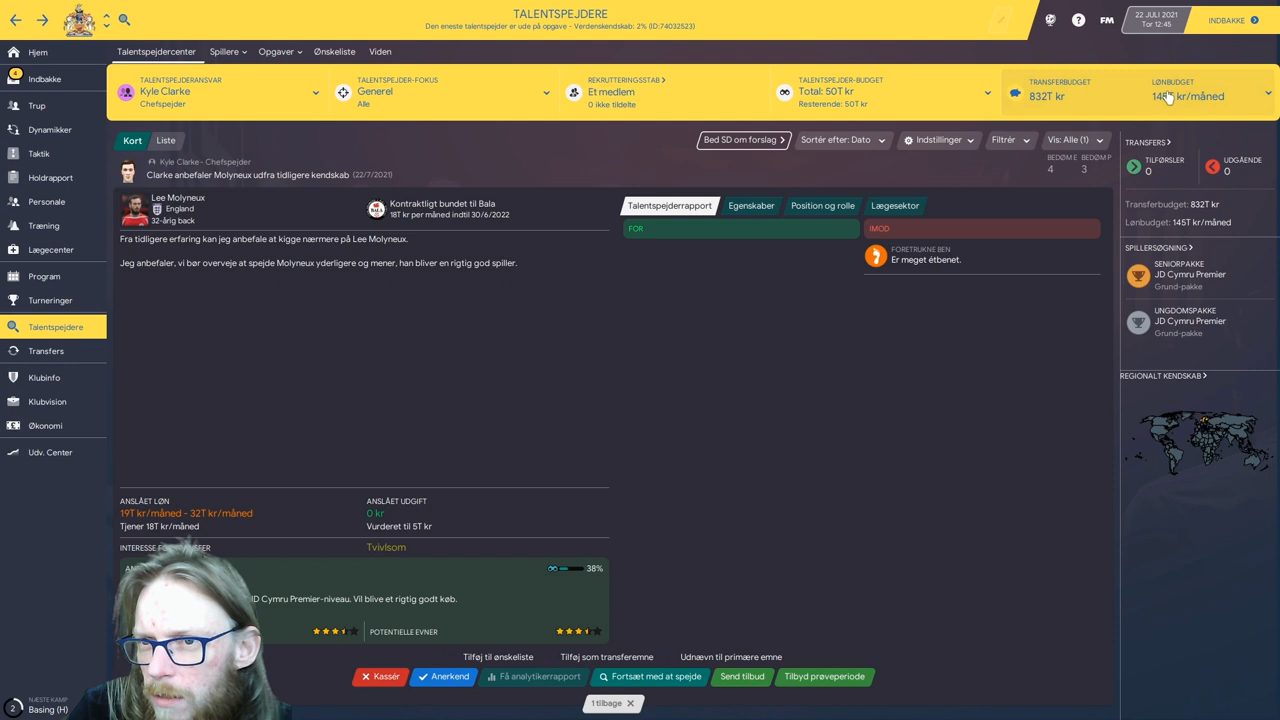 TALENTSPEJDERE
Den eneste talentspejder er ude på opgave - Verdenskendskab: 2% (ID:74032523)
FM
22 JULI 2021
Tor 12:45
INDBAKKE
Hjem
4
Indbakke
Trup
Dynamikker
Taktik
Holdrapport
Personale
Træning
Lægecenter
Program
Turneringer
Talentspejdere
Transfers
Klubinfo
Klubvision
Økonomi
Udv. Center
2
NÆSTE KAMP
Basing (H)
Talentspejdercenter
Spillere
Opgaver
Ønskeliste
Viden
TALENTSPEJDERANSVAR
Kyle Clarke
Chefspejder
TALENTSPEJDER-FOKUS
Generel
Alle
REKRUTTERINGSSTAB
Et medlem
0 ikke tildelte
TALENTSPEJDER-BUDGET
Total: 50T kr
Resterende: 50T kr
TRANSFERBUDGET
832T kr
LØNBUDGET
145T kr/måned
Kort
Liste
Bed SD om forslag
Sortér efter: Dato
Indstillinger
Filtrér
Vis: Alle (1)
Kyle Clarke - Chefspejder
Clarke anbefaler Molyneux udfra tidligere kendskab (22/7/2021)
BEDØM E
4
BEDØM P
3
Lee Molyneux
England
32-årig back
Kontraktligt bundet til Bala
18T kr per måned indtil 30/6/2022
Fra tidligere erfaring kan jeg anbefale at kigge nærmere på Lee Molyneux.
Jeg anbefaler, vi bør overveje at spejde Molyneux yderligere og mener, han bliver en rigtig god spiller.
Talentspejderrapport
Egenskaber
Position og rolle
Lægesektor
FOR
IMOD
FORETRUKNE BEN
Er meget étbenet.
ANSLÅET LØN
19T kr/måned - 32T kr/måned
Tjener 18T kr/måned
ANSLÅET UDGIFT
0 kr
Vurderet til 5T kr
Tvivlsom
38%
JD Cymru Premier-niveau. Vil blive et rigtig godt køb.
POTENTIELLE EVNER
Tilføj til ønskeliste
Tilføj som transferemne
Udnævn til primære emne
Kassér
Anerkend
Få analytikerrapport
Fortsæt med at spejde
Send tilbud
Tilbyd prøveperiode
1 tilbage
TRANSFERS
TILFØRSLER
0
UDGÅENDE
0
Transferbudget: 832T kr
Lønbudget: 145T kr/måned
SPILLERSØGNING
SENIORPAKKE
JD Cymru Premier
Grund-pakke
UNGDOMSPAKKE
JD Cymru Premier
Grund-pakke
REGIONALT KENDSKAB